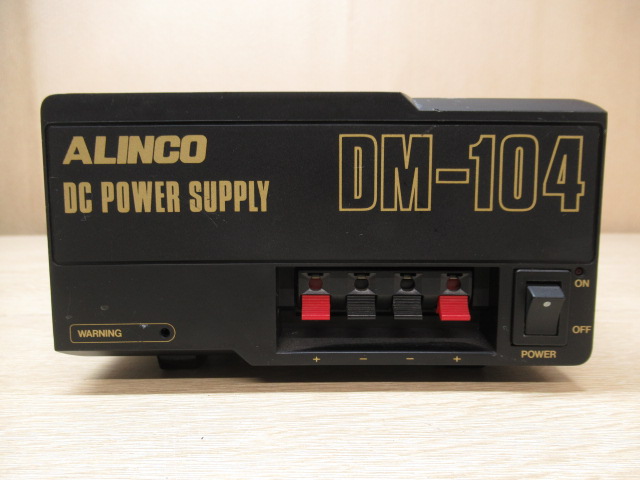 ALINCO
DM-104
DC POWER SUPPLY
ON
WARNING
OFF
+ − − +
POWER